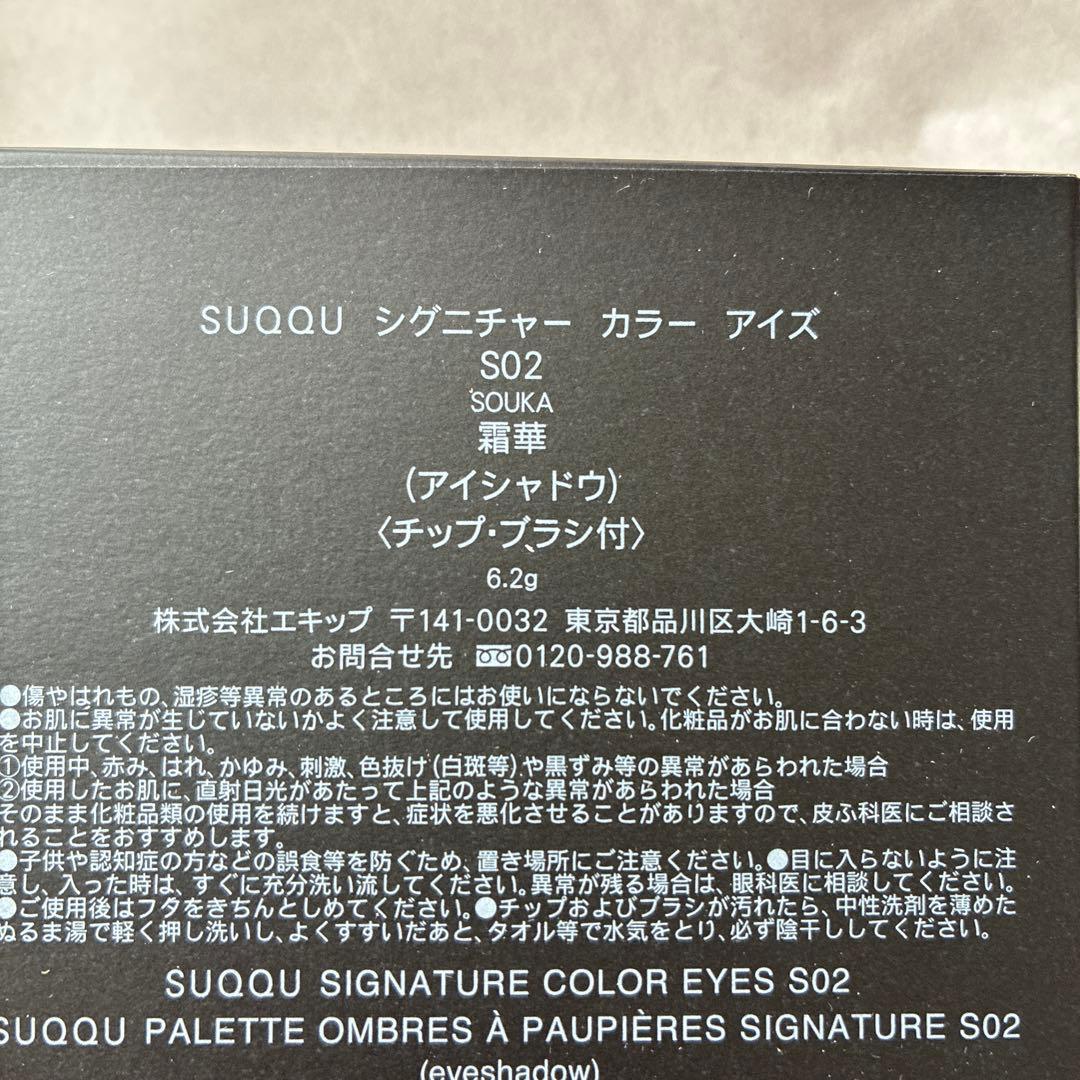 SUQQU シグニチャー カラー アイズ
S02
SOUKA
霜華
(アイシャドウ)
〈チップ・ブラシ付〉
6.2g
株式会社エキップ 〒141-0032 東京都品川区大崎1-6-3
お問合せ先 0120-988-761
●傷やはれもの、湿疹等異常のあるところにはお使いにならないでください。
●お肌に異常が生じていないかよく注意して使用してください。化粧品がお肌に合わない時は、使用
を中止してください。
①使用中、赤み、はれ、かゆみ、刺激、色抜け(白斑等)や黒ずみ等の異常があらわれた場合
②使用したお肌に、直射日光があたって上記のような異常があらわれた場合
そのまま化粧品類の使用を続けますと、症状を悪化させることがありますので、皮ふ科医にご相談さ
れることをおすすめします。
●子供や認知症の方などの誤食等を防ぐため、置き場所にご注意ください。●目に入らないように注
意し、入った時は、すぐに充分洗い流してください。異常が残る場合は、眼科医に相談してください。
●ご使用後はフタをきちんとしめてください。●チップおよびブラシが汚れたら、中性洗剤を薄めた
ぬるま湯で軽く押し洗いし、よくすすいだあと、タオル等で水気をとり、必ず陰干ししてください。
SUQQU SIGNATURE COLOR EYES S02
SUQQU PALETTE OMBRES À PAUPIÈRES SIGNATURE S02
(eyeshadow)